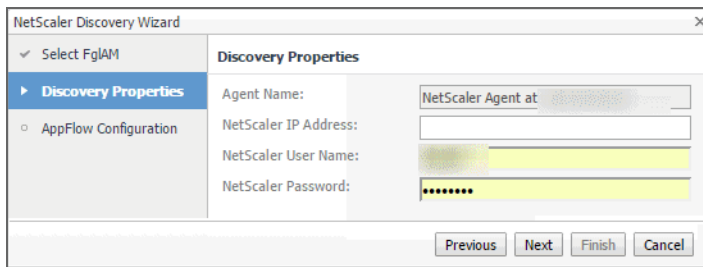 NetScaler Discovery Wizard
Select FglAM
Discovery Properties
AppFlow Configuration
Discovery Properties
Agent Name:
NetScaler Agent at
NetScaler IP Address:
NetScaler User Name:
NetScaler Password:
••••••••
Previous Next Finish Cancel